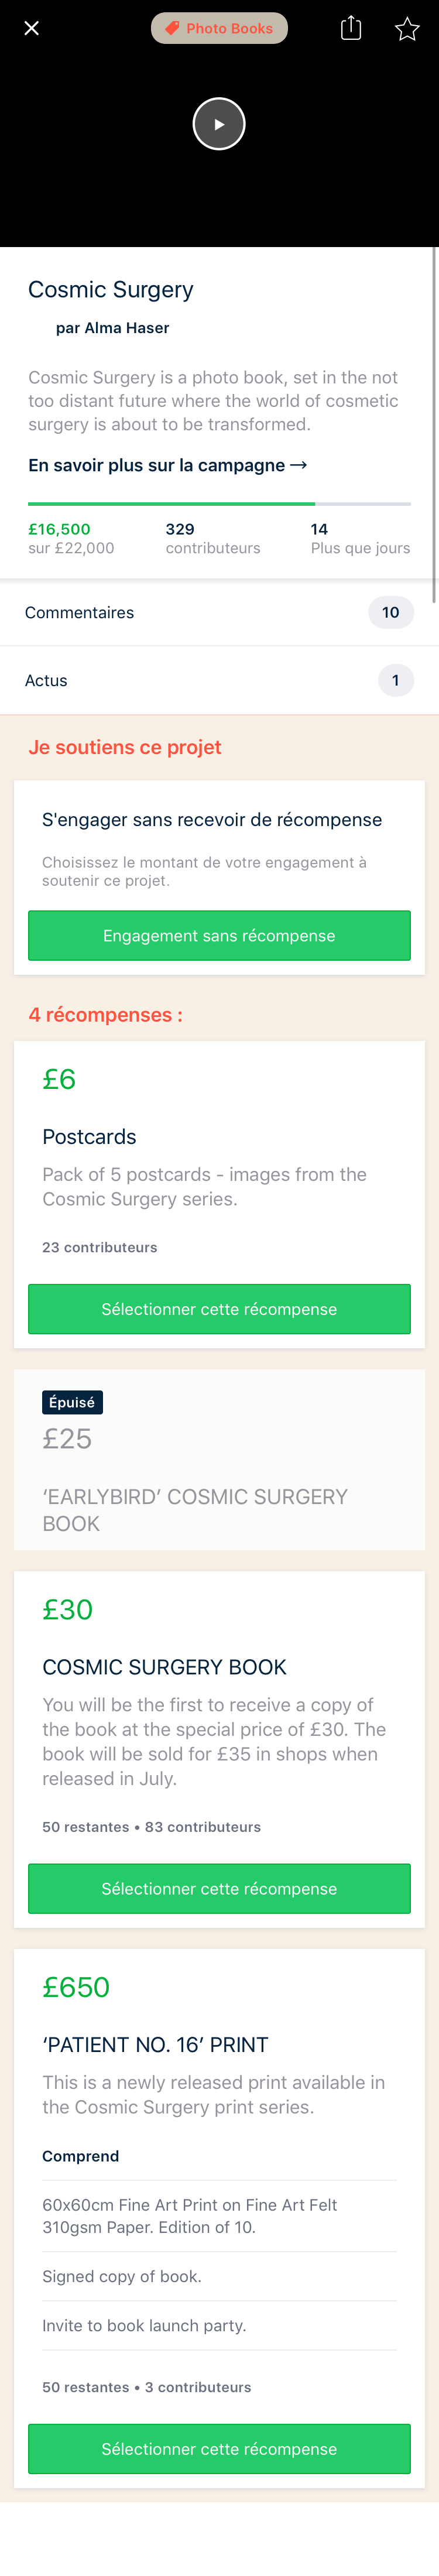 Photo Books
Cosmic Surgery
par Alma Haser
Cosmic Surgery is a photo book, set in the not
too distant future where the world of cosmetic
surgery is about to be transformed.
En savoir plus sur la campagne →
£16,500
sur £22,000
329
contributeurs
14
Plus que jours
Commentaires
10
Actus
1
Je soutiens ce projet
S'engager sans recevoir de récompense
Choisissez le montant de votre engagement à
soutenir ce projet.
Engagement sans récompense
4 récompenses :
£6
Postcards
Pack of 5 postcards - images from the
Cosmic Surgery series.
23 contributeurs
Sélectionner cette récompense
Épuisé
£25
‘EARLYBIRD’ COSMIC SURGERY
BOOK
£30
COSMIC SURGERY BOOK
You will be the first to receive a copy of
the book at the special price of £30. The
book will be sold for £35 in shops when
released in July.
50 restantes • 83 contributeurs
Sélectionner cette récompense
£650
‘PATIENT NO. 16’ PRINT
This is a newly released print available in
the Cosmic Surgery print series.
Comprend
60x60cm Fine Art Print on Fine Art Felt
310gsm Paper. Edition of 10.
Signed copy of book.
Invite to book launch party.
50 restantes • 3 contributeurs
Sélectionner cette récompense